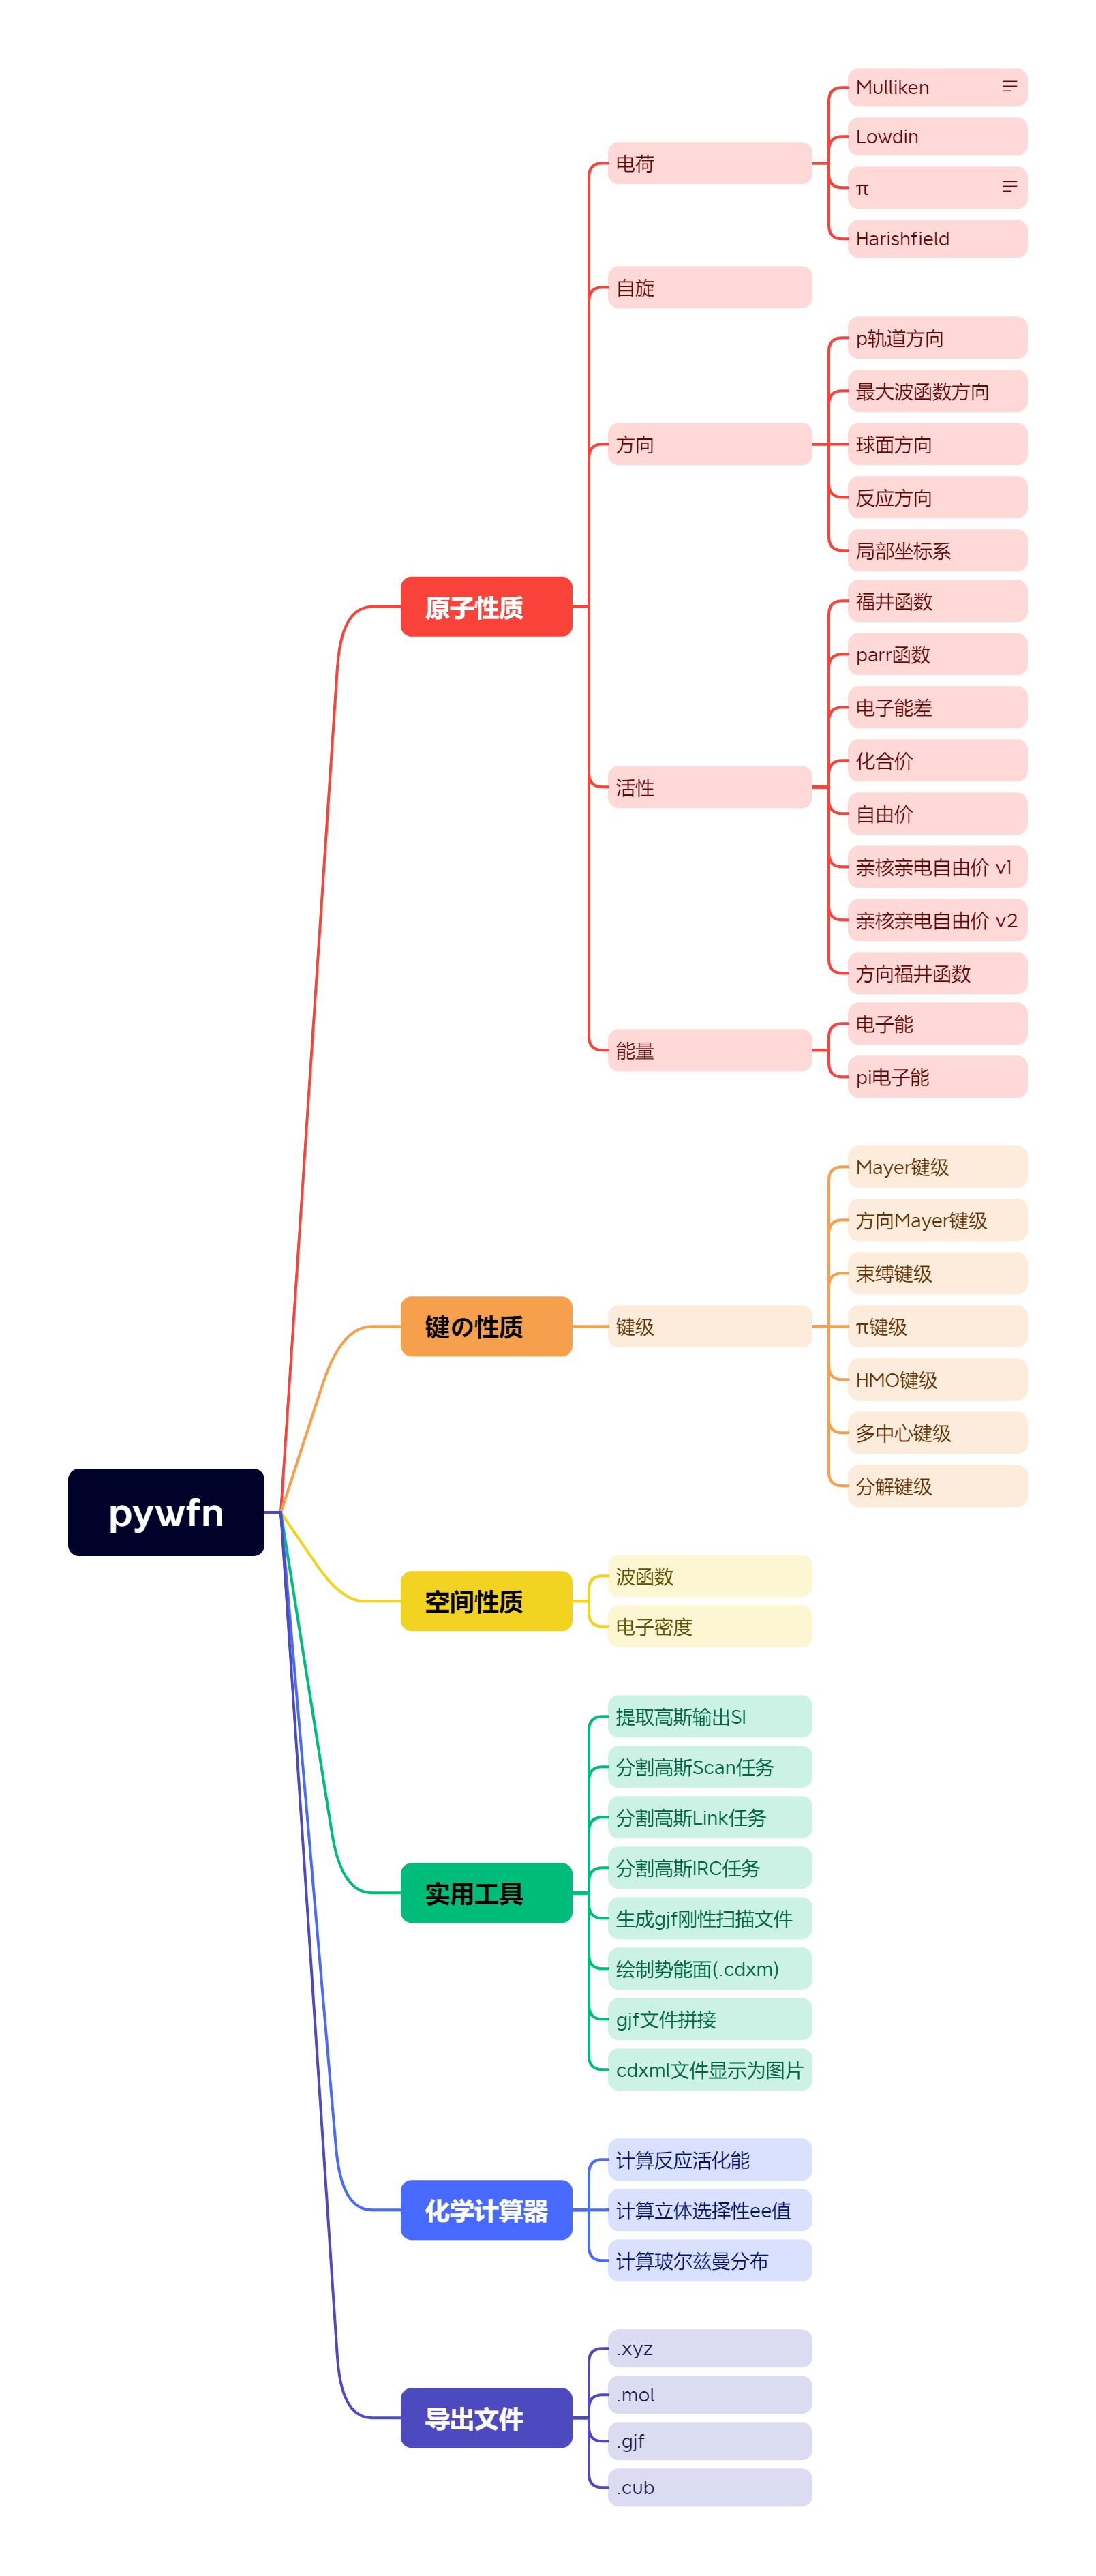 pywfn
原子性质
电荷
Mulliken
Lowdin
π
Harishfield
自旋
方向
p轨道方向
最大波函数方向
球面方向
反应方向
局部坐标系
活性
福井函数
parr函数
电子能差
化合价
自由价
亲核亲电自由价 v1
亲核亲电自由价 v2
方向福井函数
能量
电子能
pi电子能
键の性质
键级
Mayer键级
方向Mayer键级
束缚键级
π键级
HMO键级
多中心键级
分解键级
空间性质
波函数
电子密度
实用工具
提取高斯输出SI
分割高斯Scan任务
分割高斯Link任务
分割高斯IRC任务
生成gjf刚性扫描文件
绘制势能面(.cdxm)
gjf文件拼接
cdxml文件显示为图片
化学计算器
计算反应活化能
计算立体选择性ee值
计算玻尔兹曼分布
导出文件
.xyz
.mol
.gjf
.cub